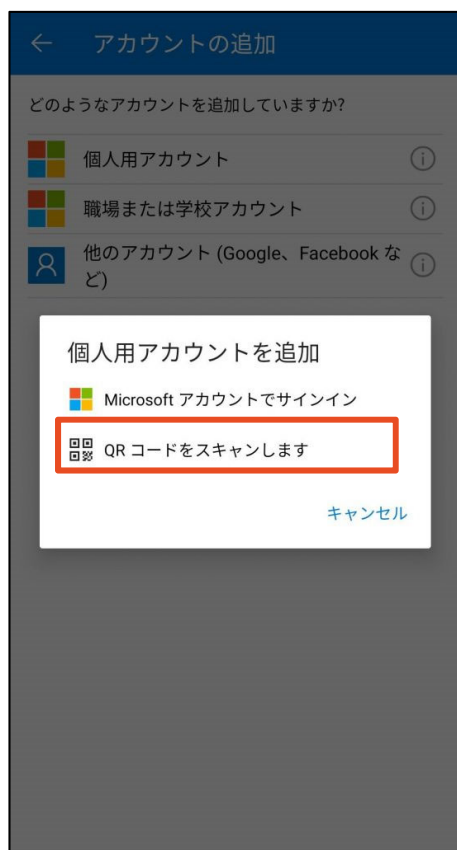 アカウントの追加
どのようなアカウントを追加していますか?
個人用アカウント
職場または学校アカウント
他のアカウント (Google、Facebook な
ど)
個人用アカウントを追加
Microsoft アカウントでサインイン
QR コードをスキャンします
キャンセル